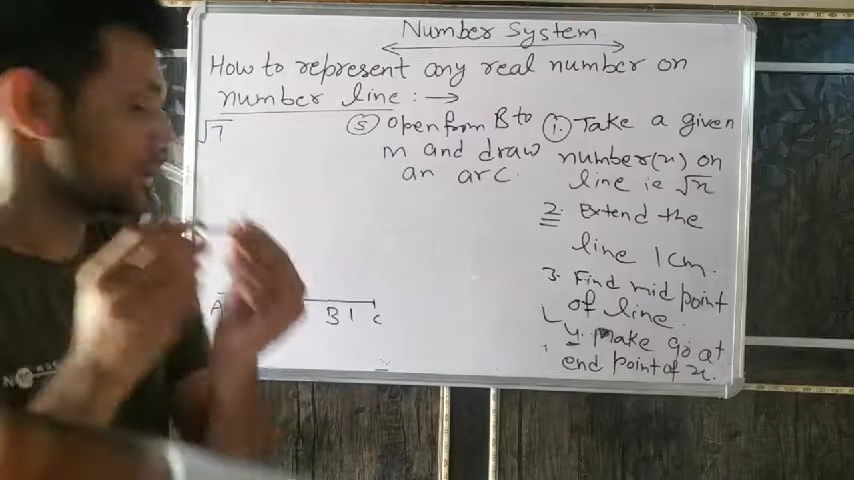 Number System
How to represent any real number on
number line : →
√7
⑤ open from B to
m and draw
an arc.
① Take a given
number(x) on
line ie √x
2. Extend the
line 1 cm.
3. Find mid point
of line.
4. Make 90 at
end point of x.
A B 1 C